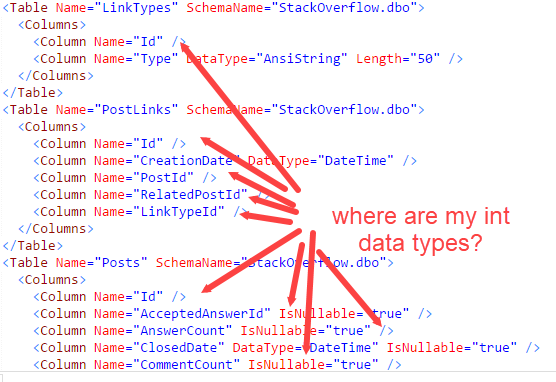 <Table Name="LinkTypes" SchemaName="StackOverflow.dbo">
<Columns>
<Column Name="Id" />
<Column Name="Type" DataType="AnsiString" Length="50" />
</Columns>
</Table>
<Table Name="PostLinks" SchemaName="StackOverflow.dbo">
<Columns>
<Column Name="Id" />
<Column Name="CreationDate" DataType="DateTime" />
<Column Name="PostId" />
<Column Name="RelatedPostId" />
<Column Name="LinkTypeId" />
</Columns>
where are my int
data types?
</Table>
<Table Name="Posts" SchemaName="StackOverflow.dbo">
<Columns>
<Column Name="Id" />
<Column Name="AcceptedAnswerId" IsNullable="true" />
<Column Name="AnswerCount" IsNullable="true" />
<Column Name="ClosedDate" DataType="DateTime" IsNullable="true" />
<Column Name="CommentCount" IsNullable="true" />